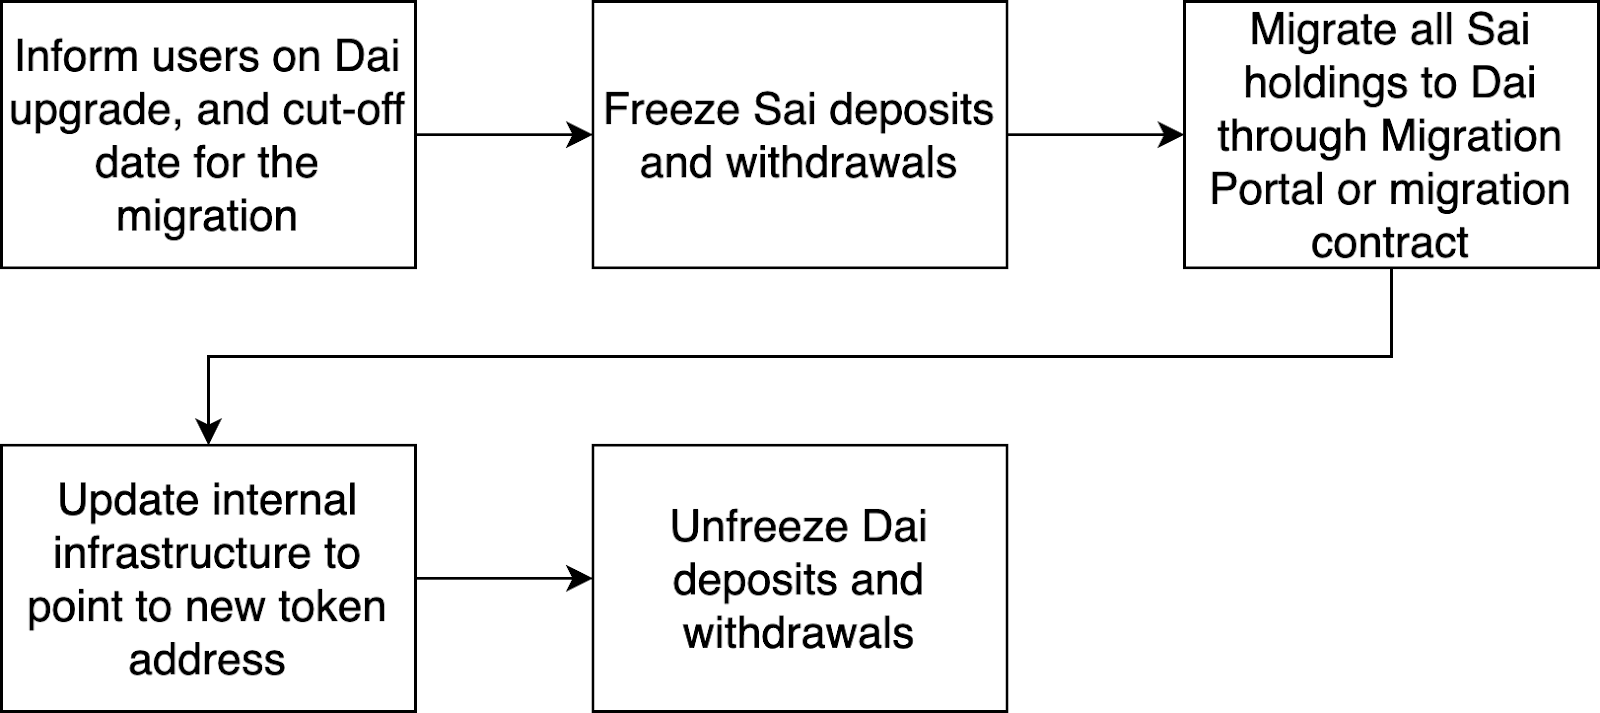 Inform users on Dai
upgrade, and cut-off
date for the
migration
Freeze Sai deposits
and withdrawals
Migrate all Sai
holdings to Dai
through Migration
Portal or migration
contract
Update internal
infrastructure to
point to new token
address
Unfreeze Dai
deposits and
withdrawals